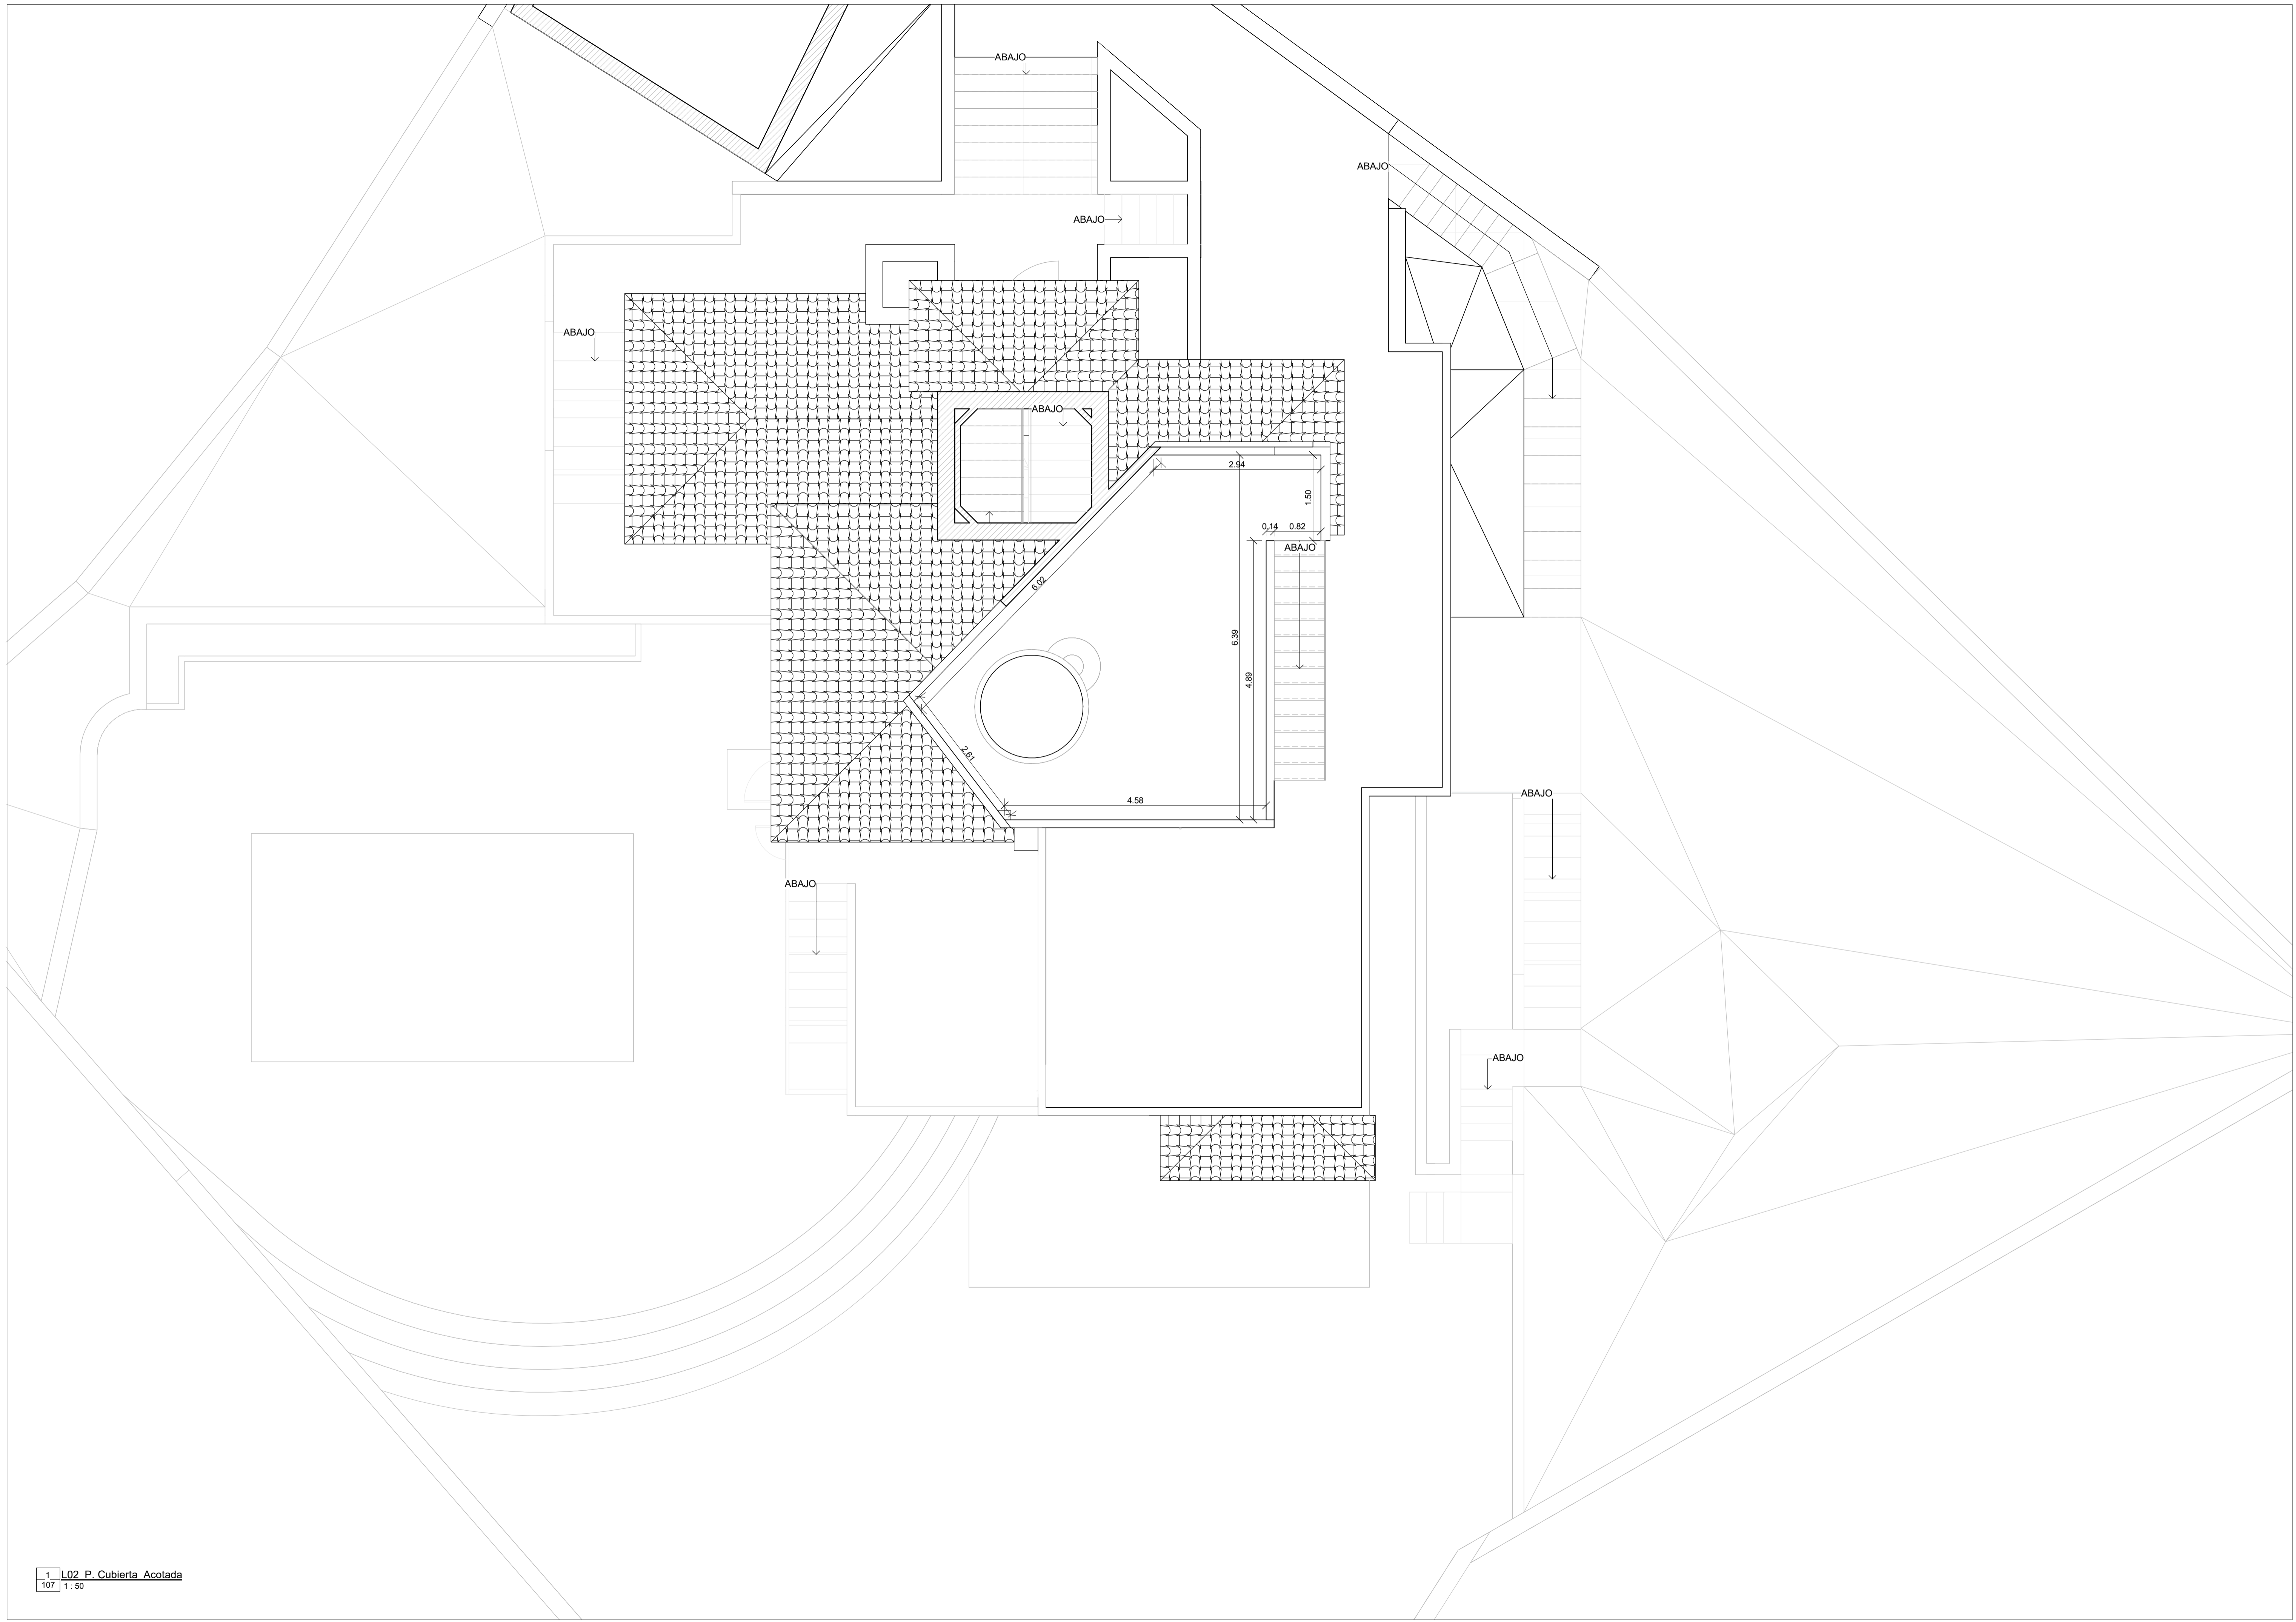 ABAJO
ABAJO
ABAJO
ABAJO
ABAJO
2.94
1.50
0.14
0.82
ABAJO
6.02
6.39
4.89
2.61
4.58
ABAJO
ABAJO
ABAJO
1
L02_P. Cubierta_Acotada
107
1 : 50